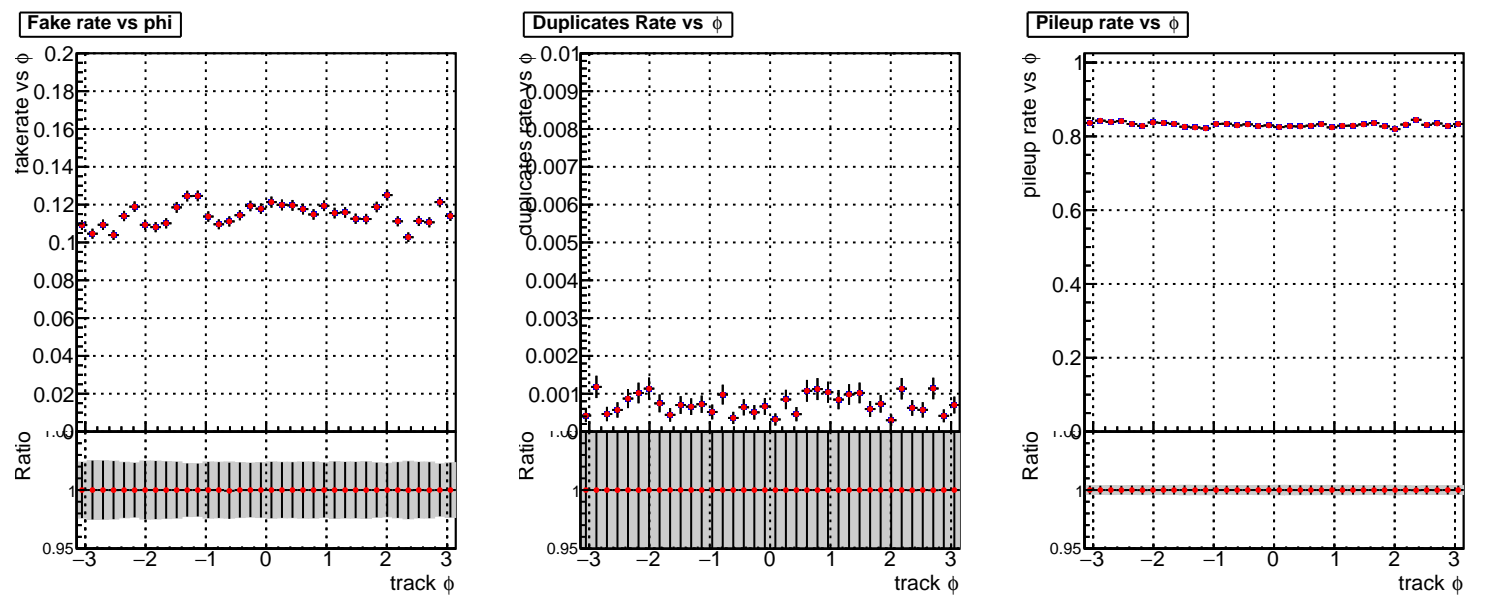 Fake rate vs phi
fakerate vs ϕ
0.2
0.18
0.16
0.14
0.12
0.1
0.08
0.06
0.04
0.02
0
Ratio
1
0.95
−3 −2 −1 0 1 2 3
track ϕ
Duplicates Rate vs ϕ
duplicates rate vs ϕ
0.01
0.009
0.008
0.007
0.006
0.005
0.004
0.003
0.002
0.001
0
Ratio
1
0.95
−3 −2 −1 0 1 2 3
track ϕ
Pileup rate vs ϕ
pileup rate vs ϕ
1
0.8
0.6
0.4
0.2
0
Ratio
1
0.95
−3 −2 −1 0 1 2 3
track ϕ